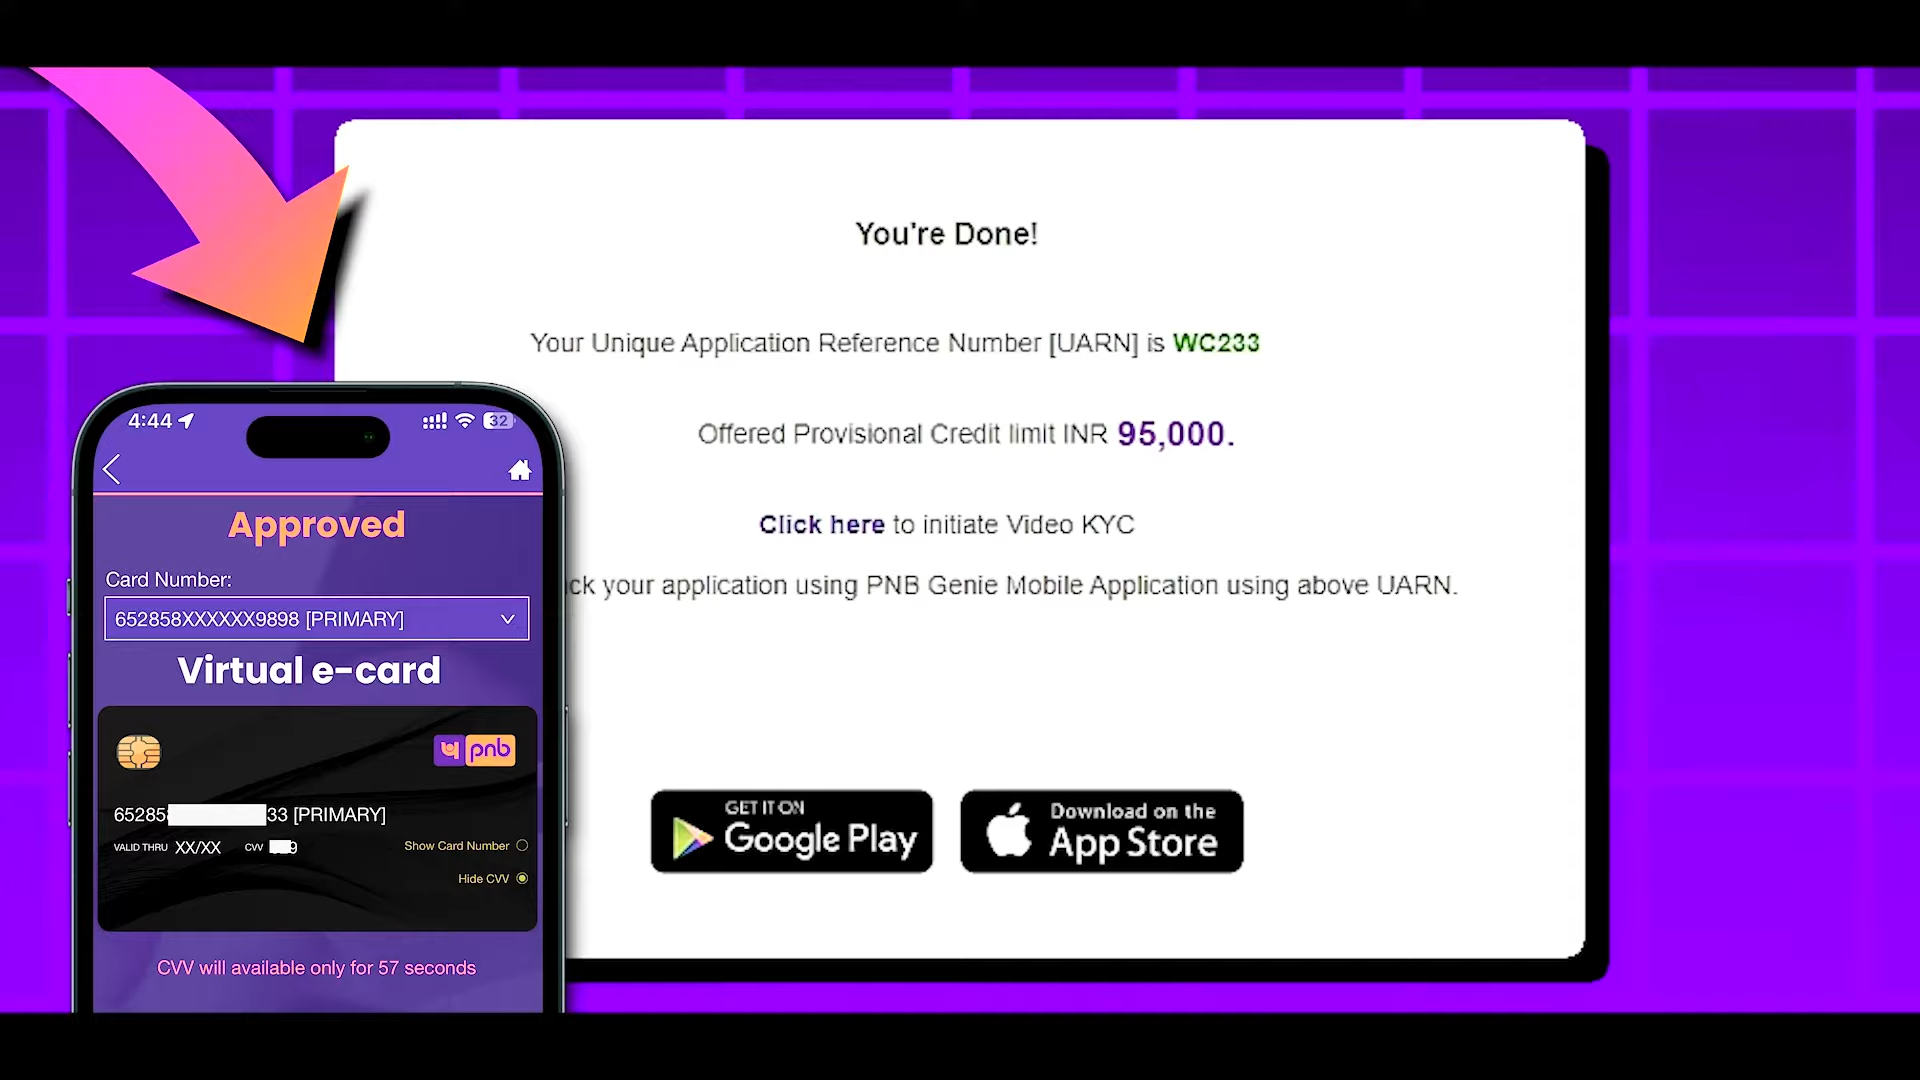 You're Done!
Your Unique Application Reference Number [UARN] is WC233
Offered Provisional Credit limit INR 95,000.
Click here to initiate Video KYC
your application using PNB Genie Mobile Application using above UARN.
GET IT ON
Google Play
Download on the
App Store
4:44
32
Approved
Card Number:
652858XXXXXX9898 [PRIMARY]
Virtual e-card
pnb
65285 33 [PRIMARY]
VALID THRU XX/XX CVV 9
Show Card Number
Hide CVV
CVV will available only for 57 seconds